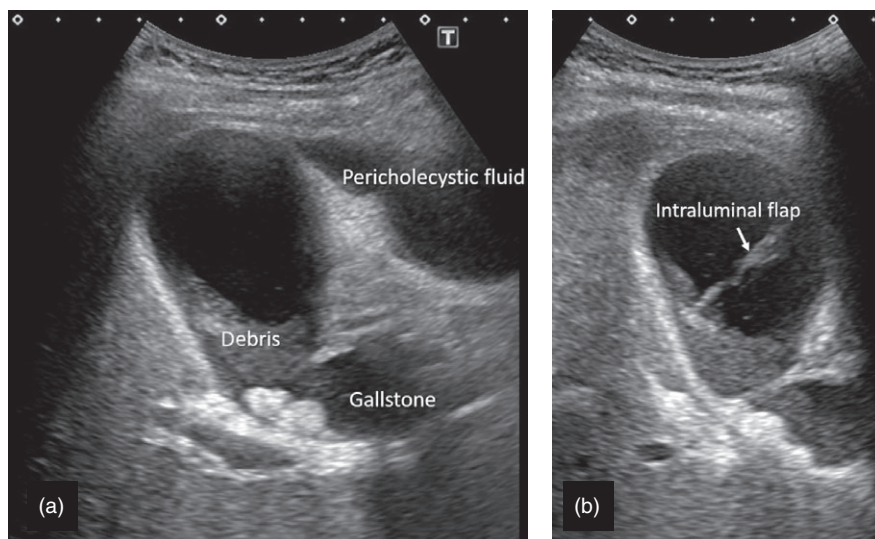 T
Pericholecystic fluid
Debris
Gallstone
(a)
Intraluminal flap
(b)